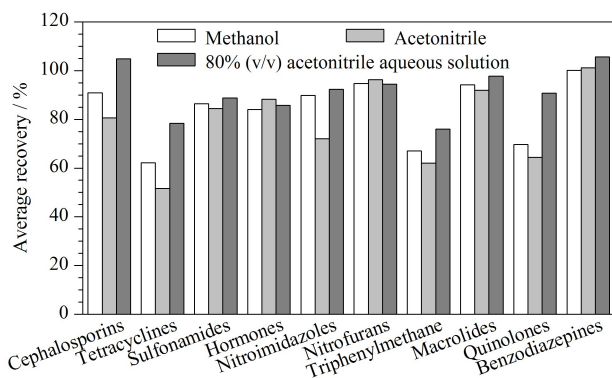 120
100
80
60
40
20
0
Average recovery / %
Methanol
Acetonitrile
80% (v/v) acetonitrile aqueous solution
Cephalosporins
Tetracyclines
Sulfonamides
Hormones
Nitroimidazoles
Nitrofurans
Triphenylmethane
Macrolides
Quinolones
Benzodiazepines